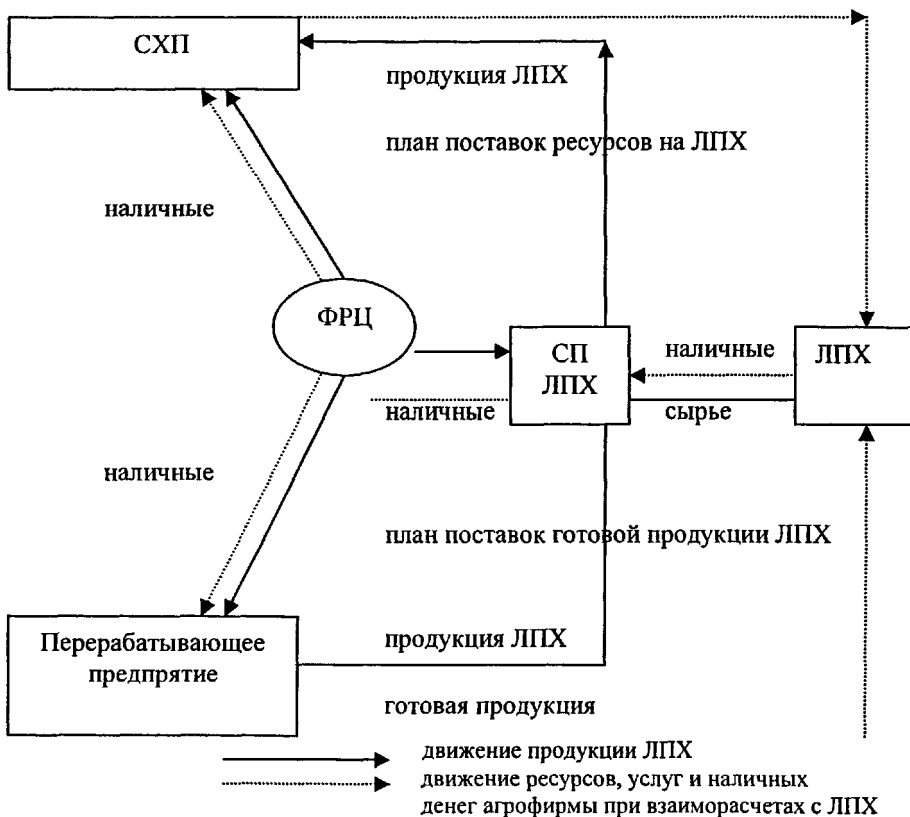 СХП
продукция ЛПХ
план поставок ресурсов на ЛПХ
наличные
ФРЦ
СП
ЛПХ
наличные
ЛПХ
наличные
сырье
наличные
план поставок готовой продукции ЛПХ
Перерабатывающее
предпрятие
продукция ЛПХ
готовая продукция
движение продукции ЛПХ
движение ресурсов, услуг и наличных
денег агрофирмы при взаиморасчетах с ЛПХ